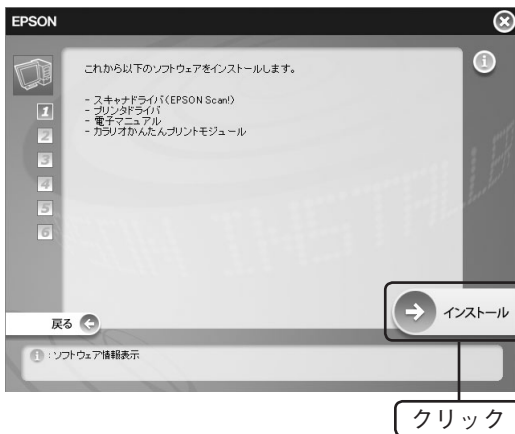 EPSON
これから以下のソフトウェアをインストールします。
- スキャナドライバ(EPSON Scan!)
- プリンタドライバ
- 電子マニュアル
- カラリオかんたんプリントモジュール
1
2
3
4
5
6
インストール
戻る
i : ソフトウェア情報表示
クリック